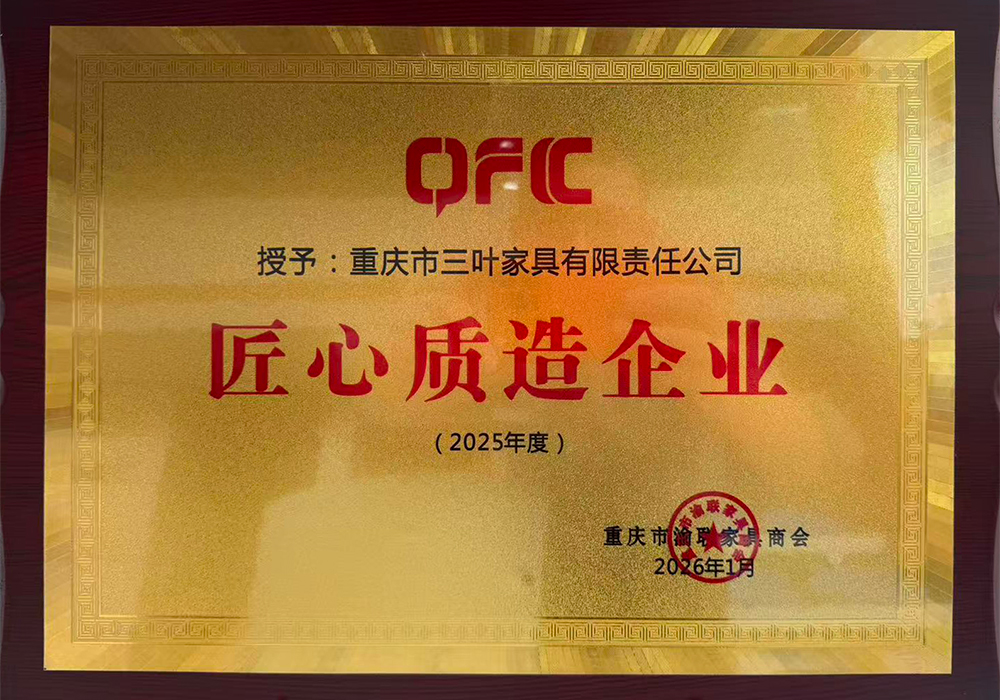 QFCC
授予：重庆市三叶家具有限责任公司
匠心质造企业
（2025年度）
重庆市渝联家具商会
2026年1月